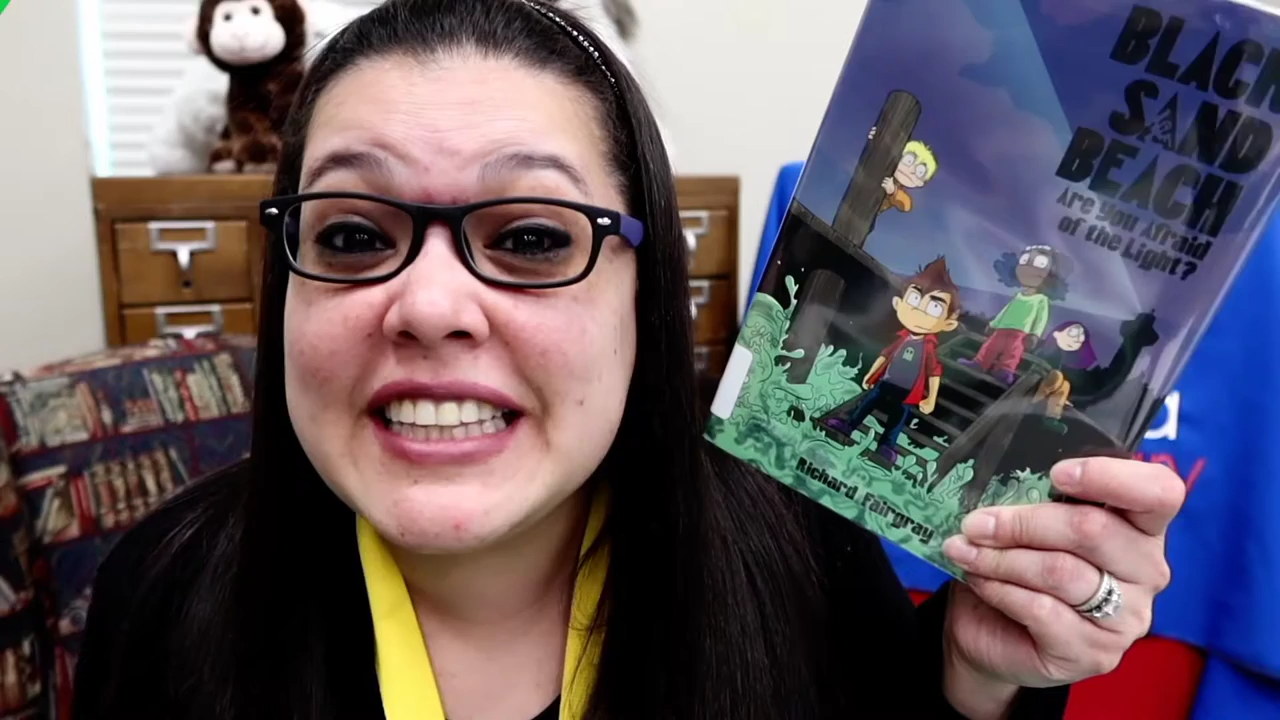 BLACK
SAND
BEACH
Are You Afraid
of the Light?
Richard Fairgray